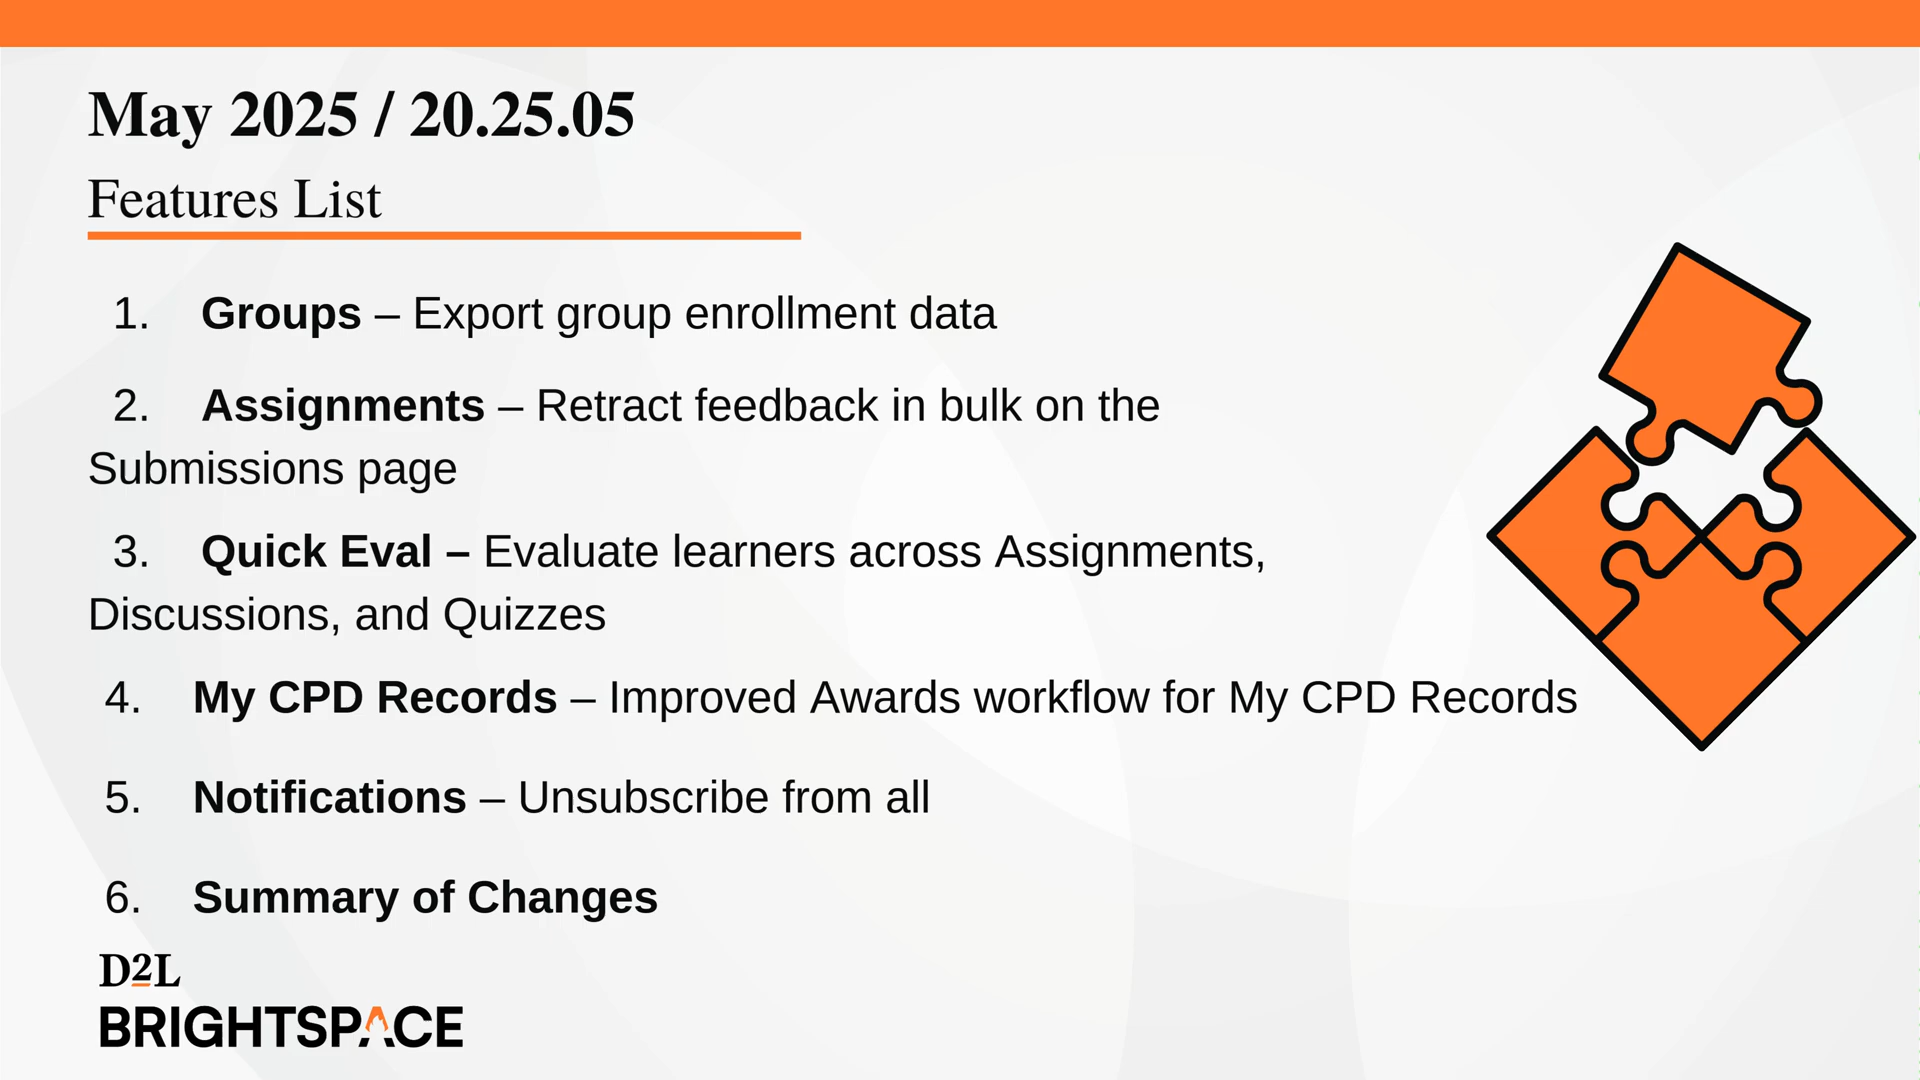 May 2025 / 20.25.05
Features List
1. Groups – Export group enrollment data
2. Assignments – Retract feedback in bulk on the
Submissions page
3. Quick Eval – Evaluate learners across Assignments,
Discussions, and Quizzes
4. My CPD Records – Improved Awards workflow for My CPD Records
5. Notifications – Unsubscribe from all
6. Summary of Changes
D2L
BRIGHTSPACE